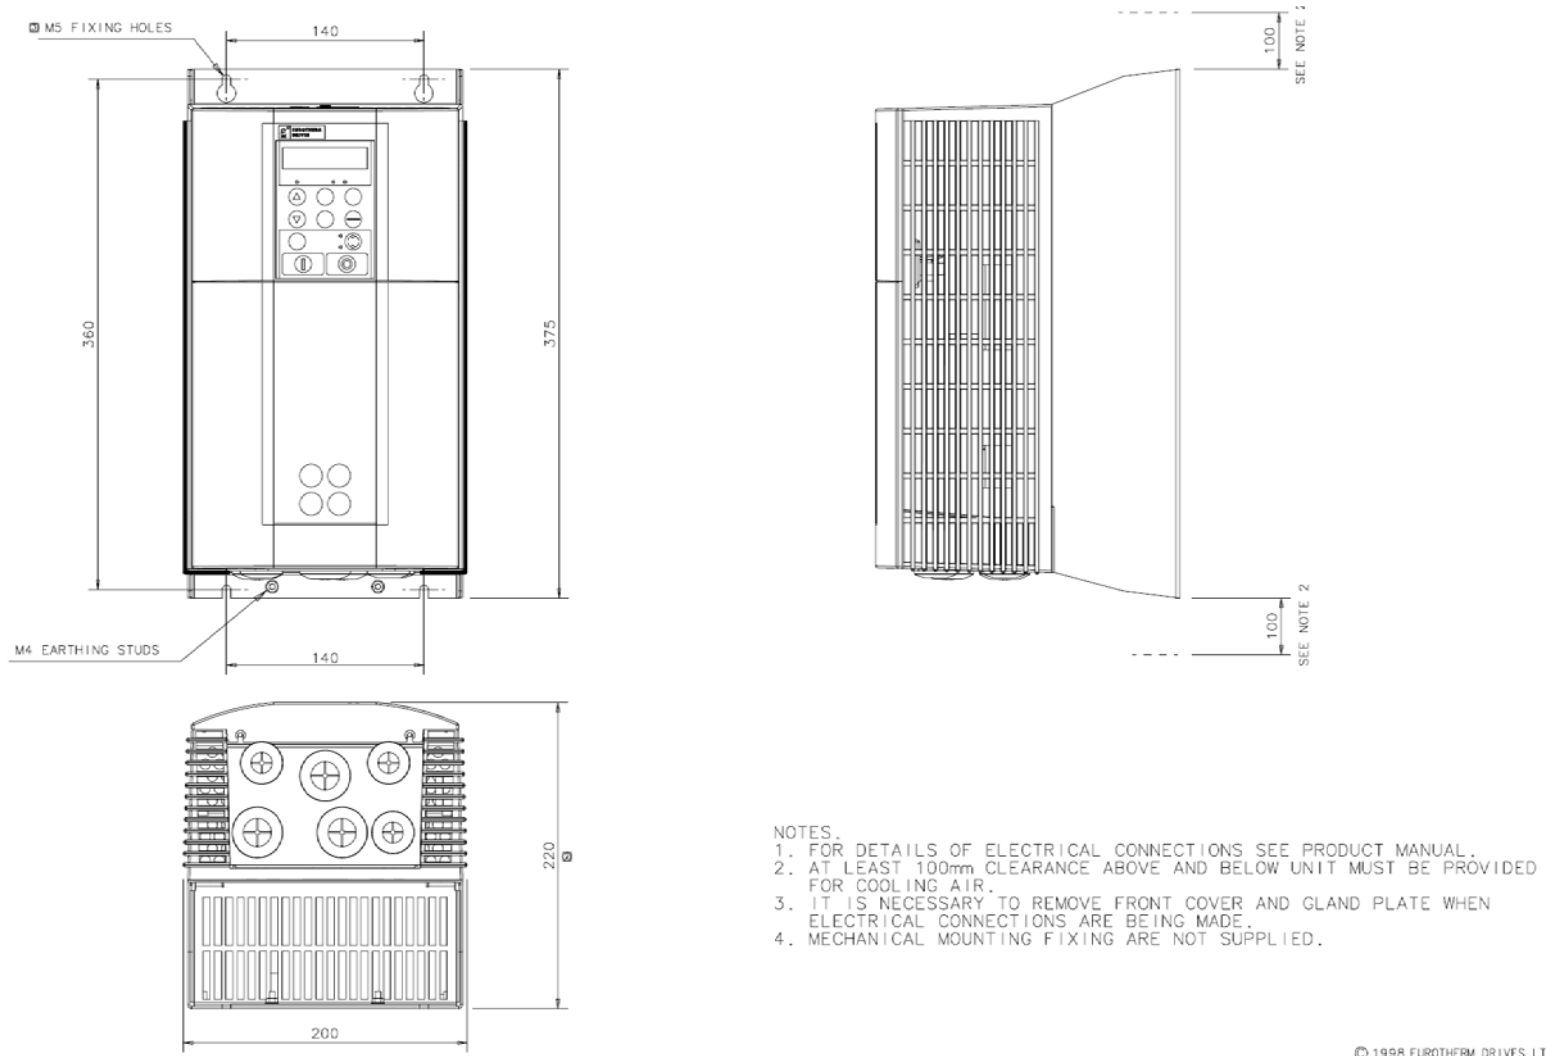 M5 FIXING HOLES
140
100
SEE NOTE 2
EUROTHERM
DRIVES
360
375
100
SEE NOTE 2
M4 EARTHING STUDS
140
220
200
NOTES.
1. FOR DETAILS OF ELECTRICAL CONNECTIONS SEE PRODUCT MANUAL.
2. AT LEAST 100mm CLEARANCE ABOVE AND BELOW UNIT MUST BE PROVIDED
FOR COOLING AIR.
3. IT IS NECESSARY TO REMOVE FRONT COVER AND GLAND PLATE WHEN
ELECTRICAL CONNECTIONS ARE BEING MADE.
4. MECHANICAL MOUNTING FIXING ARE NOT SUPPLIED.
© 1998 EUROTHERM DRIVES